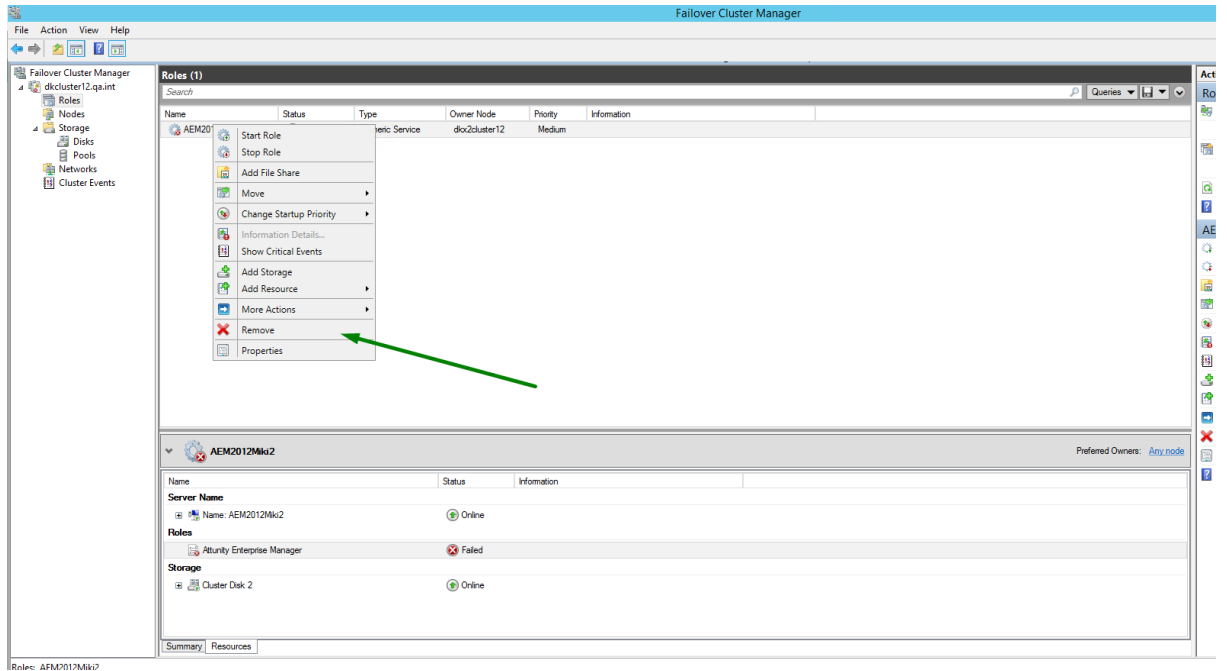 Failover Cluster Manager
File Action View Help
Failover Cluster Manager
dkcluster12.qa.int
Roles
Nodes
Storage
Disks
Pools
Networks
Cluster Events
Roles (1)
Search
Queries
Name Status Type Owner Node Priority Information
AEM201 neric Service dkx2cluster12 Medium
Start Role
Stop Role
Add File Share
Move
Change Startup Priority
Information Details...
Show Critical Events
Add Storage
Add Resource
More Actions
Remove
Properties
AEM2012Miki2 Preferred Owners: Any node
Name Status Information
Server Name
Name: AEM2012Miki2 Online
Roles
Attunity Enterprise Manager Failed
Storage
Cluster Disk 2 Online
Summary Resources
Acti
Ro
AE
Roles: AEM2012Miki2